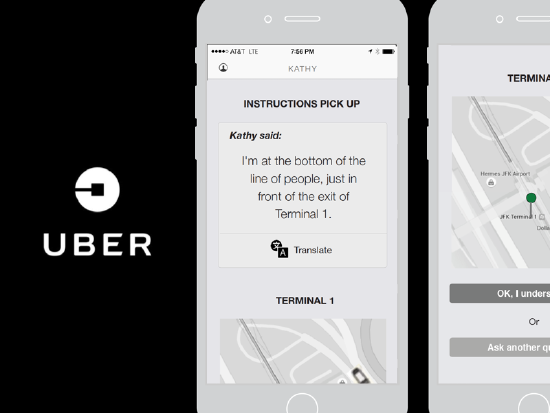 UBER
AT&T LTE 7:56 PM
KATHY
INSTRUCTIONS PICK UP
Kathy said:
I'm at the bottom of the
line of people, just in
front of the exit of
Terminal 1.
Translate
TERMINAL 1
TERMINA
Hermes JFK Airport
JFK Terminal 1
Delta
OK, I unders
Or
Ask another qu